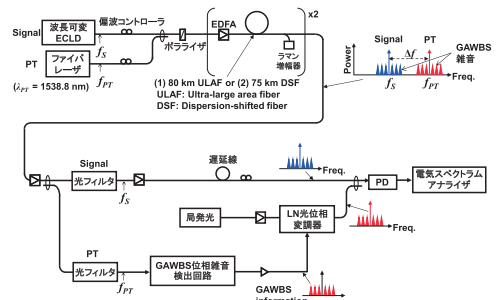 Signal
波長可変
ECLD
偏波コントローラ
f_S
PT
ファイバ
レーザ
f_PT
(λ_PT = 1538.8 nm)
ポラライザ
EDFA
x2
ラマン
増幅器
(1) 80 km ULAF or (2) 75 km DSF
ULAF: Ultra-large area fiber
DSF: Dispersion-shifted fiber
Power
Signal
PT
Δf
GAWBS
雑音
f_S
f_PT
Freq.
Signal
光フィルタ
f_S
遅延線
Freq.
PD
電気スペクトラム
アナライザ
局発光
LN光位相
変調器
Freq.
PT
光フィルタ
f_PT
GAWBS位相雑音
検出回路
GAWBS
information